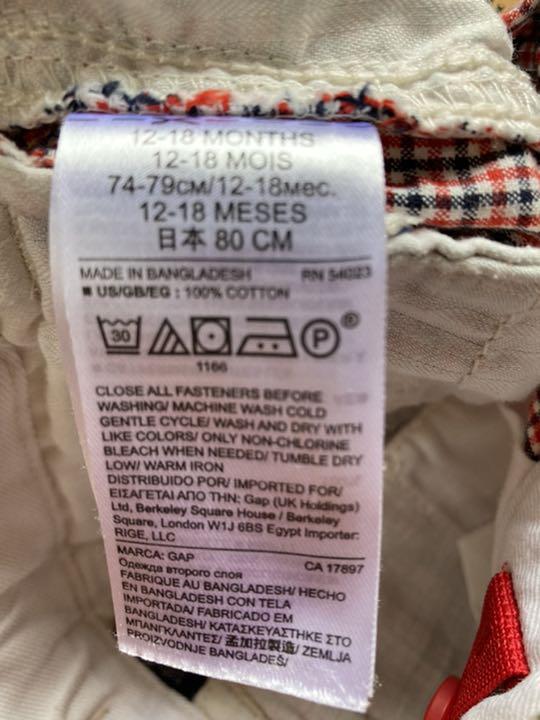 12-18 MONTHS
12-18 MOIS
74-79см/12-18мес.
12-18 MESES
日本 80 CM
MADE IN BANGLADESH RN 54023
■ US/GB/EG : 100% COTTON
30 P ®
1166
CLOSE ALL FASTENERS BEFORE
WASHING/ MACHINE WASH COLD
GENTLE CYCLE/ WASH AND DRY WITH
LIKE COLORS/ ONLY NON-CHLORINE
BLEACH WHEN NEEDED/ TUMBLE DRY
LOW/ WARM IRON
DISTRIBUIDO POR/ IMPORTED FOR/
ΕΙΣΑΓΕΤΑΙ ΑΠΟ ΤΗΝ: Gap (UK Holdings)
Ltd, Berkeley Square House / Berkeley
Square, London W1J 6BS Egypt Importer:
RIGE, LLC
MARCA: GAP CA 17897
Одежда второго слоя
FABRIQUE AU BANGLADESH/ HECHO
EN BANGLADESH CON TELA
IMPORTADA/ FABRICADO EM
BANGLADESH/ ΚΑΤΑΣΚΕΥΑΣΤΗΚΕ ΣΤΟ
ΜΠΑΝΓΚΛΑΝΤΕΣ/ 孟加拉製造/ ZEMLJA
PROIZVODNJE BANGLADEŠ/